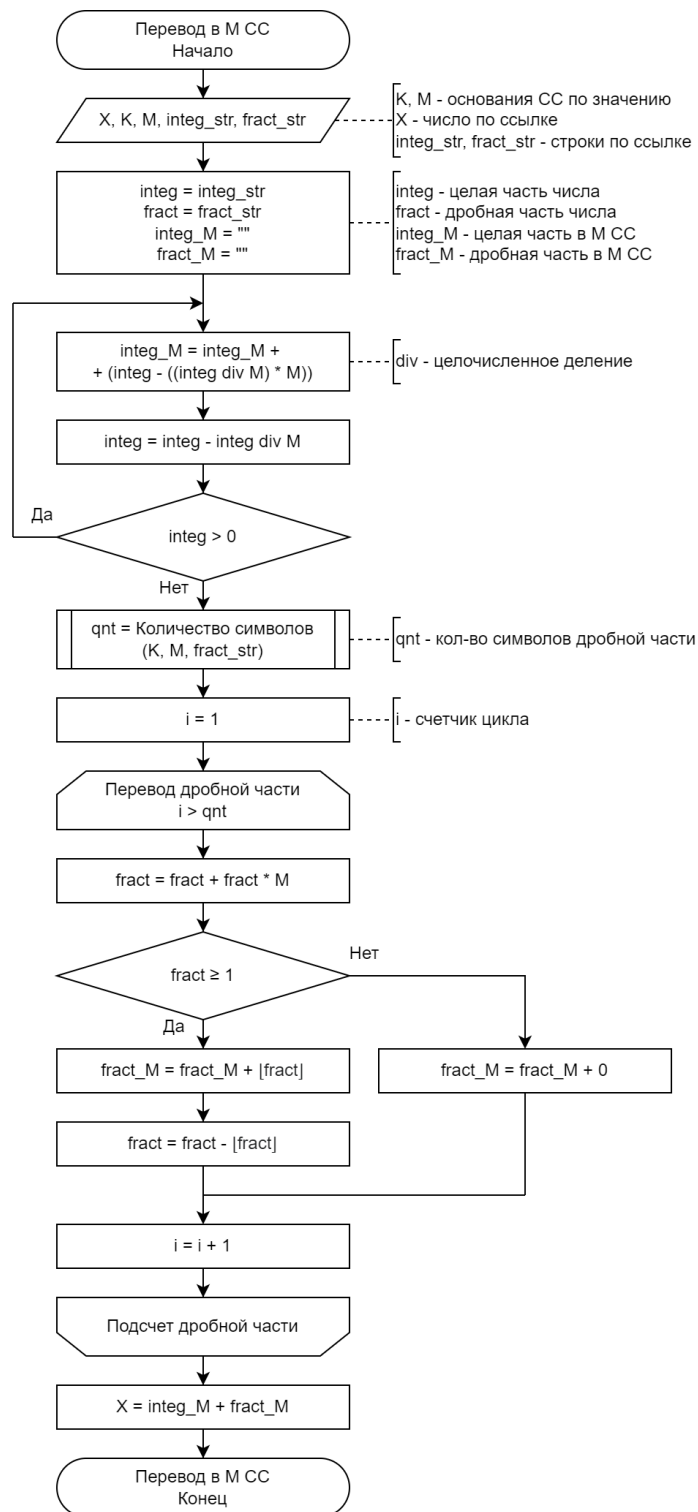 Перевод в М СС
Начало
X, K, M, integ_str, fract_str
K, M - основания СС по значению
X - число по ссылке
integ_str, fract_str - строки по ссылке
integ = integ_str
fract = fract_str
integ_M = ""
fract_M = ""
integ - целая часть числа
fract - дробная часть числа
integ_M - целая часть в М СС
fract_M - дробная часть в М СС
integ_M = integ_M +
+ (integ - ((integ div M) * M))
div - целочисленное деление
integ = integ - integ div M
Да
integ > 0
Нет
qnt = Количество символов
(K, M, fract_str)
qnt - кол-во символов дробной части
i = 1
i - счетчик цикла
Перевод дробной части
i > qnt
fract = fract + fract * M
Нет
fract ≥ 1
Да
fract_M = fract_M + ⌊fract⌋
fract_M = fract_M + 0
fract = fract - ⌊fract⌋
i = i + 1
Подсчет дробной части
X = integ_M + fract_M
Перевод в М СС
Конец